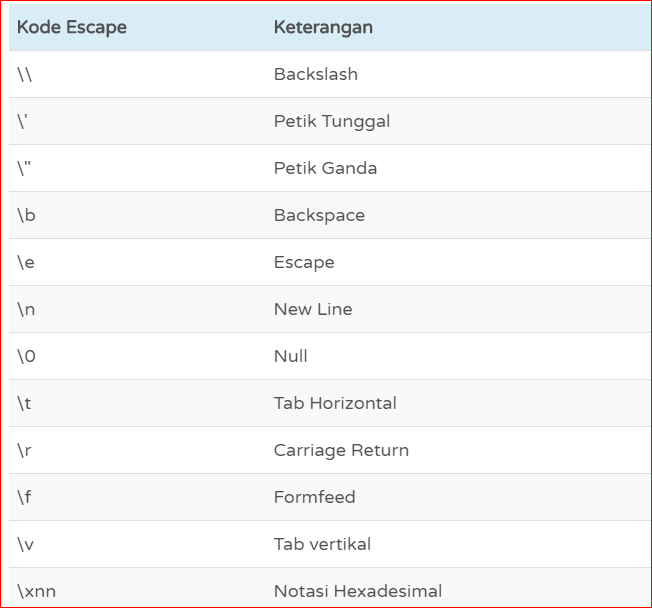 Kode Escape Keterangan
\\ Backslash
\' Petik Tunggal
\" Petik Ganda
\b Backspace
\e Escape
\n New Line
\0 Null
\t Tab Horizontal
\r Carriage Return
\f Formfeed
\v Tab vertikal
\xnn Notasi Hexadesimal